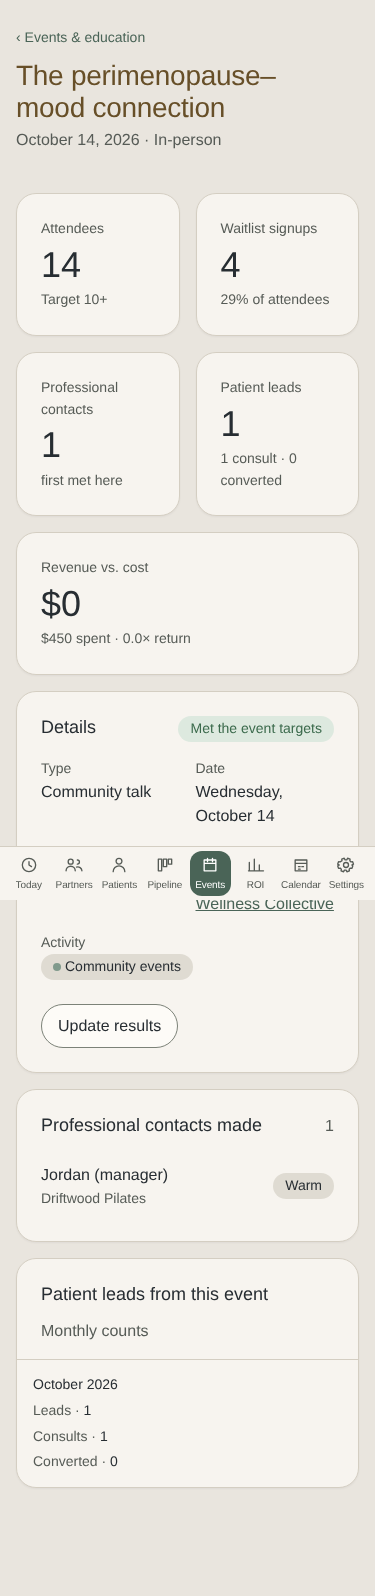 ‹ Events & education
The perimenopause–
mood connection
October 14, 2026 · In-person
Attendees
14
Target 10+
Waitlist signups
4
29% of attendees
Professional
contacts
1
first met here
Patient leads
1
1 consult · 0
converted
Revenue vs. cost
$0
$450 spent · 0.0× return
Details
Met the event targets
Type
Community talk
Date
Wednesday,
October 14
Today
Partners
Patients
Pipeline
Events
ROI
Calendar
Settings
Wellness Collective
Activity
Community events
Update results
Professional contacts made
1
Jordan (manager)
Driftwood Pilates
Warm
Patient leads from this event
Monthly counts
October 2026
Leads · 1
Consults · 1
Converted · 0